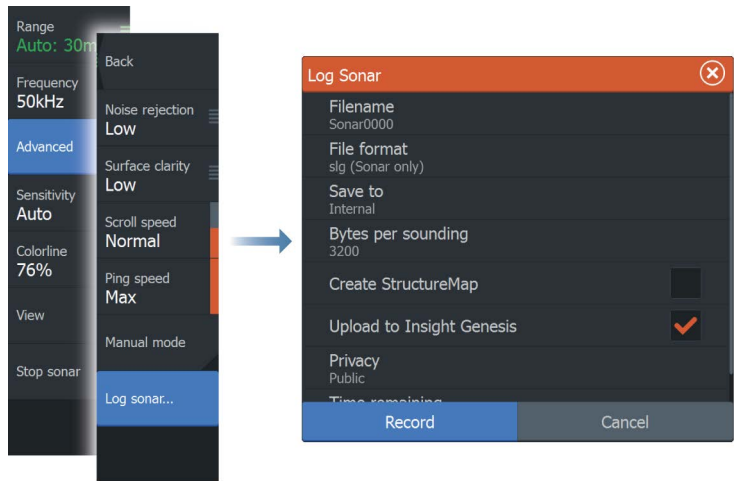 Range
Auto: 30m
Frequency
50kHz
Advanced
Sensitivity
Auto
Colorline
76%
View
Stop sonar
Back
Noise rejection
Low
Surface clarity
Low
Scroll speed
Normal
Ping speed
Max
Manual mode
Log sonar...
Log Sonar
Filename
Sonar0000
File format
slg (Sonar only)
Save to
Internal
Bytes per sounding
3200
Create StructureMap
Upload to Insight Genesis
Privacy
Public
Time remaining
Record
Cancel